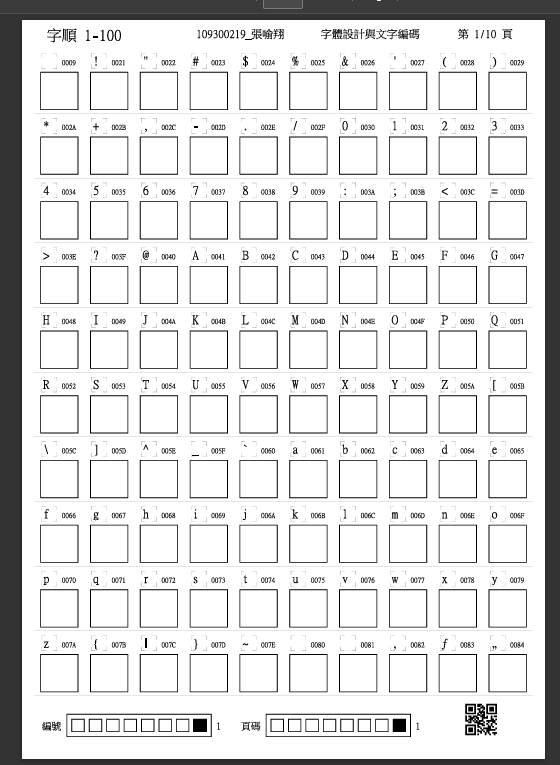 字順 1-100 109300219_張喻翔 字體設計與文字編碼 第 1/10 頁
0009 ! 0021 " 0022 # 0023 $ 0024 % 0025 & 0026 ' 0027 ( 0028 ) 0029
* 002A + 002B , 002C - 002D . 002E / 002F 0 0030 1 0031 2 0032 3 0033
4 0034 5 0035 6 0036 7 0037 8 0038 9 0039 : 003A ; 003B < 003C = 003D
> 003E ? 003F @ 0040 A 0041 B 0042 C 0043 D 0044 E 0045 F 0046 G 0047
H 0048 I 0049 J 004A K 004B L 004C M 004D N 004E O 004F P 0050 Q 0051
R 0052 S 0053 T 0054 U 0055 V 0056 W 0057 X 0058 Y 0059 Z 005A [ 005B
\ 005C ] 005D ^ 005E _ 005F ` 0060 a 0061 b 0062 c 0063 d 0064 e 0065
f 0066 g 0067 h 0068 i 0069 j 006A k 006B l 006C m 006D n 006E o 006F
p 0070 q 0071 r 0072 s 0073 t 0074 u 0075 v 0076 w 0077 x 0078 y 0079
z 007A { 007B | 007C } 007D ~ 007E 0080 0081 ‚ 0082 ƒ 0083 „ 0084
編號 1 頁碼 1